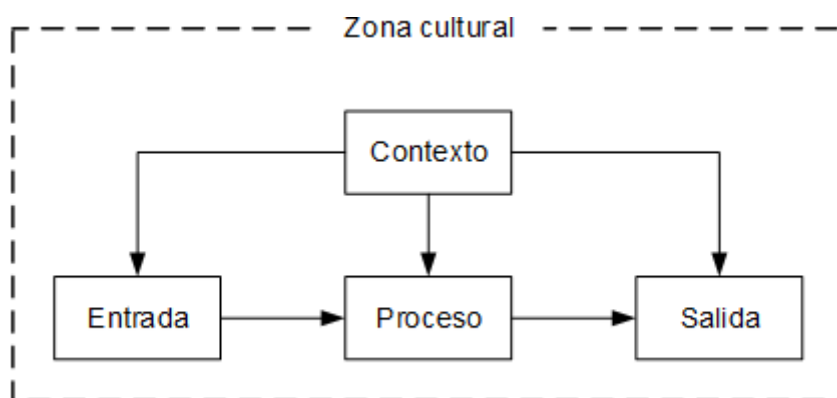 Zona cultural
Contexto
Entrada
Proceso
Salida